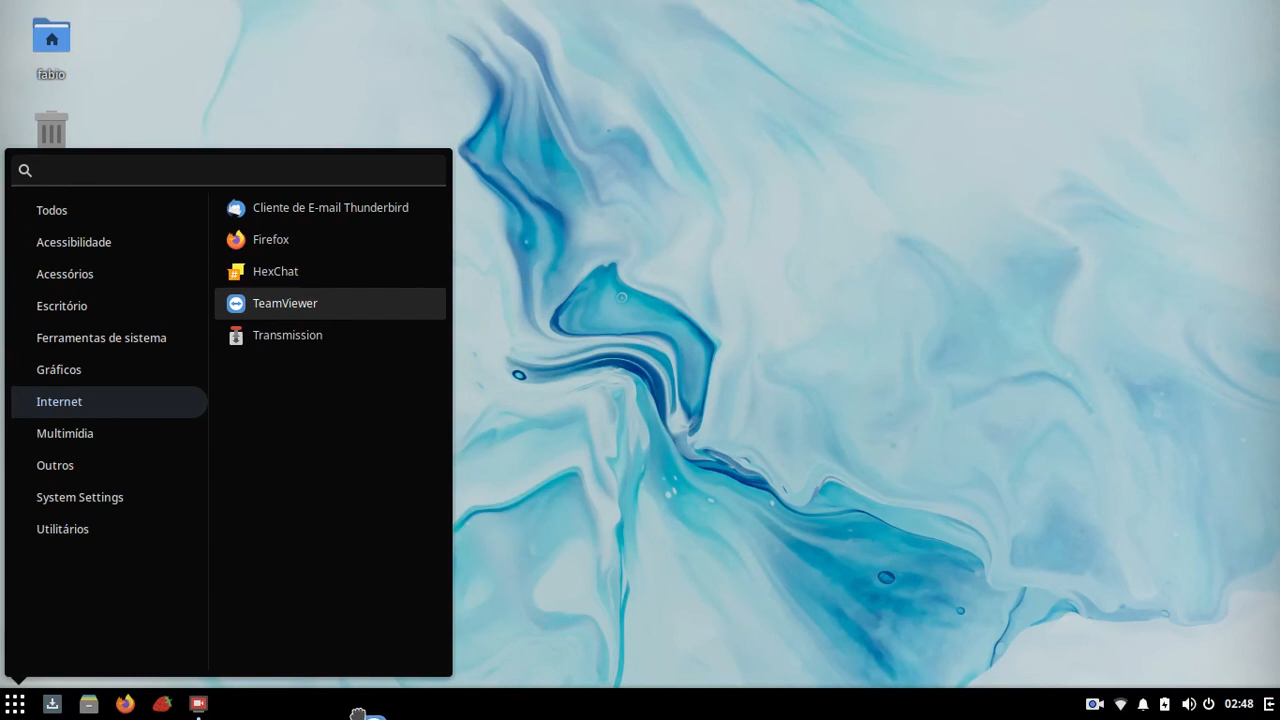 fabio
Todos
Acessibilidade
Acessórios
Escritório
Ferramentas de sistema
Gráficos
Internet
Multimídia
Outros
System Settings
Utilitários
Cliente de E-mail Thunderbird
Firefox
HexChat
TeamViewer
Transmission
02:48